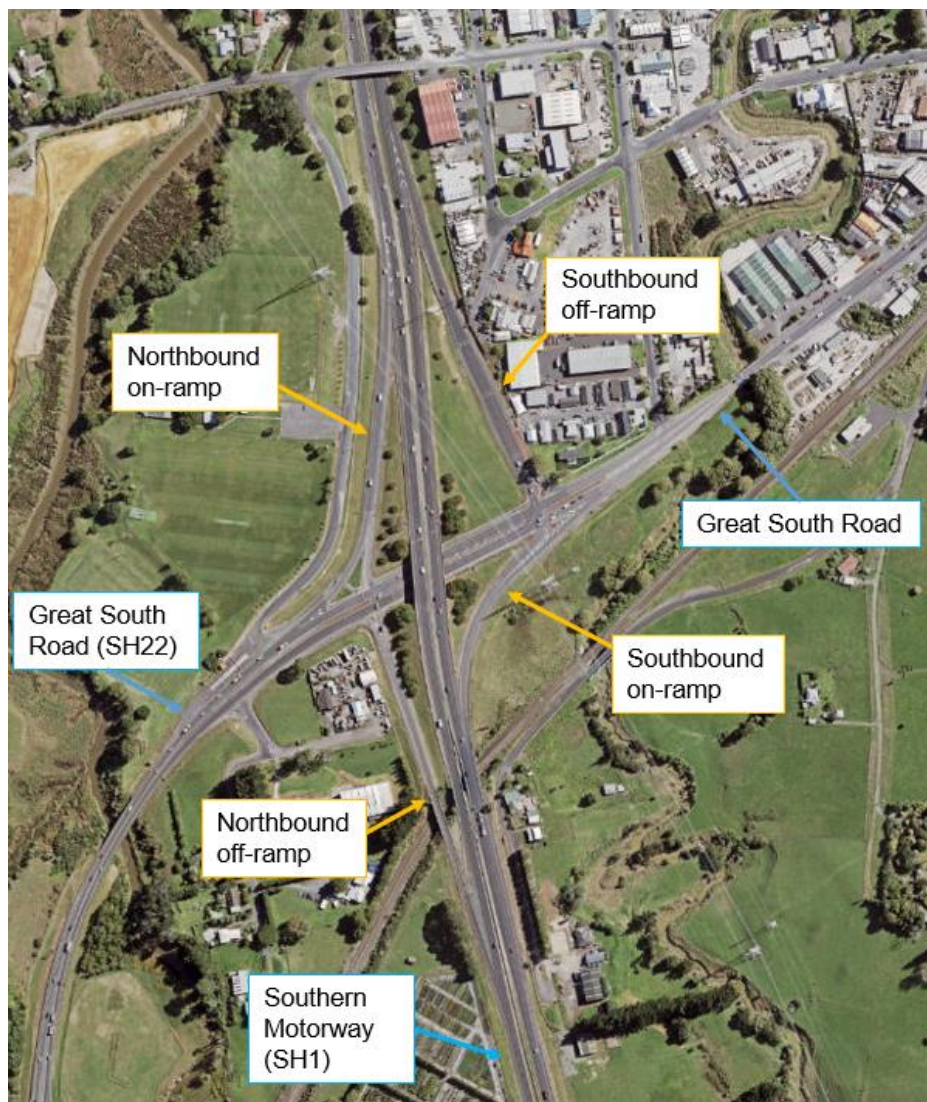 Southbound
off-ramp
Northbound
on-ramp
Great South Road
Great South
Road (SH22)
Southbound
on-ramp
Northbound
off-ramp
Southern
Motorway
(SH1)